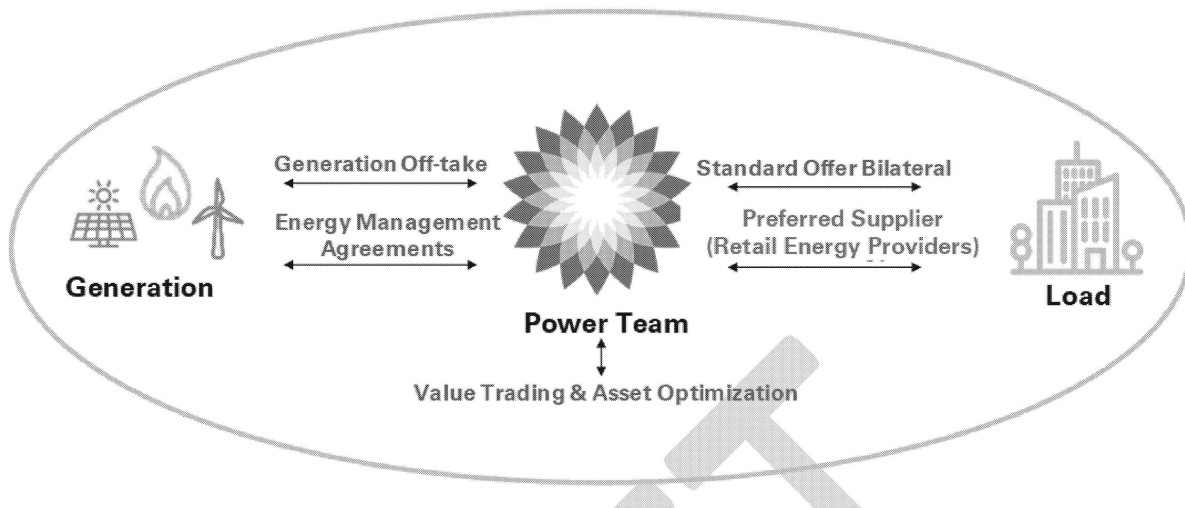 Generation Off-take
Energy Management
Agreements
Generation
Power Team
Value Trading & Asset Optimization
Standard Offer Bilateral
Preferred Supplier
(Retail Energy Providers)
Load